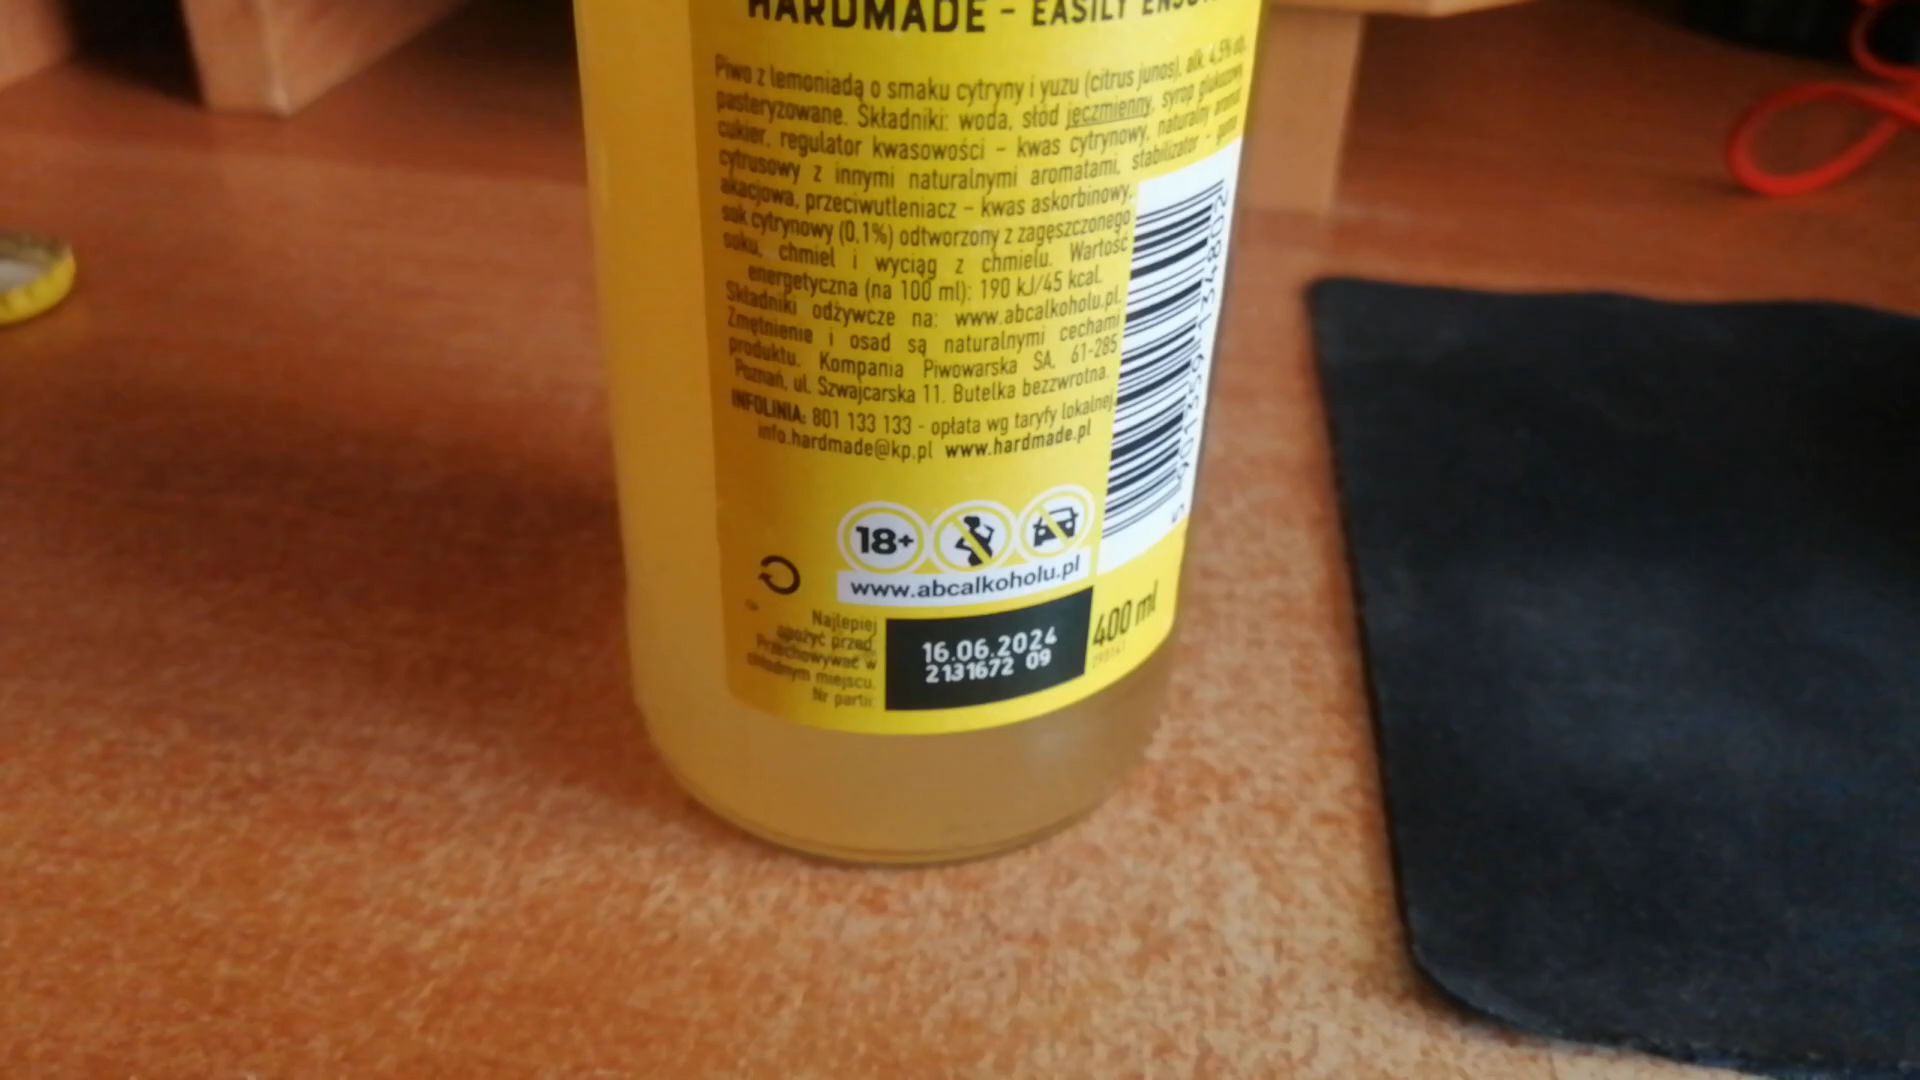 HARDMADE - EASILY
Piwo z lemoniadą o smaku cytryny i yuzu (citrus junos), alk. 4,5% ob.
pasteryzowane. Składniki: woda, słód jęczmienny, syrop glukozowy,
cukier, regulator kwasowości – kwas cytrynowy, naturalny aromat
cytrusowy z innymi naturalnymi aromatami, stabilizator – guma
akacjowa, przeciwutleniacz – kwas askorbinowy,
sok cytrynowy (0,1%) odtworzony z zagęszczonego
soku, chmiel i wyciąg z chmielu. Wartość
energetyczna (na 100 ml): 190 kJ/45 kcal.
Składniki odżywcze na: www.abcalkoholu.pl.
Zmętnienie i osad są naturalnymi cechami
produktu. Kompania Piwowarska SA, 61-285
Poznań, ul. Szwajcarska 11. Butelka bezzwrotna.
INFOLINIA: 801 133 133 - opłata wg taryfy lokalnej,
info.hardmade@kp.pl www.hardmade.pl
5 901359 134802
18+
www.abcalkoholu.pl
Najlepiej
spożyć przed.
Przechowywać w
chłodnym miejscu.
Nr partii:
16.06.2024
2131672 09
400 ml